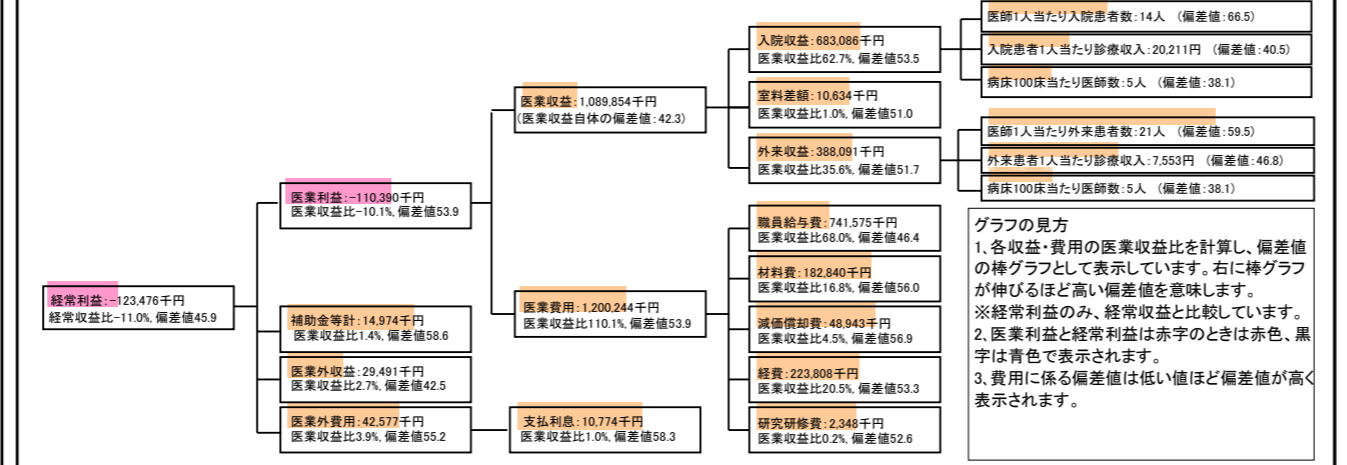 医師1人当たり入院患者数:14人 (偏差値:66.5)
入院収益:683,086千円
医業収益比62.7%, 偏差値53.5
入院患者1人当たり診療収入:20,211円 (偏差値:40.5)
病床100床当たり医師数:5人 (偏差値:38.1)
医業収益:1,089,854千円
(医業収益自体の偏差値:42.3)
室料差額:10,634千円
医業収益比1.0%, 偏差値51.0
医師1人当たり外来患者数:21人 (偏差値:59.5)
外来収益:388,091千円
医業収益比35.6%, 偏差値51.7
外来患者1人当たり診療収入:7,553円 (偏差値:46.8)
病床100床当たり医師数:5人 (偏差値:38.1)
医業利益:-110,390千円
医業収益比-10.1%, 偏差値53.9
職員給与費:741,575千円
医業収益比68.0%, 偏差値46.4
材料費:182,840千円
医業収益比16.8%, 偏差値56.0
経常利益:-123,476千円
経常収益比-11.0%, 偏差値45.9
医業費用:1,200,244千円
医業収益比110.1%, 偏差値53.9
補助金等計:14,974千円
医業収益比1.4%, 偏差値58.6
減価償却費:48,943千円
医業収益比4.5%, 偏差値56.9
医業外収益:29,491千円
医業収益比2.7%, 偏差値42.5
経費:223,808千円
医業収益比20.5%, 偏差値53.3
医業外費用:42,577千円
医業収益比3.9%, 偏差値55.2
支払利息:10,774千円
医業収益比1.0%, 偏差値58.3
研究研修費:2,348千円
医業収益比0.2%, 偏差値52.6
グラフの見方
1、各収益・費用の医業収益比を計算し、偏差値
の棒グラフとして表示しています。右に棒グラフ
が伸びるほど高い偏差値を意味します。
※経常利益のみ、経常収益と比較しています。
2、医業利益と経常利益は赤字のときは赤色、黒
字は青色で表示されます。
3、費用に係る偏差値は低い値ほど偏差値が高く
表示されます。